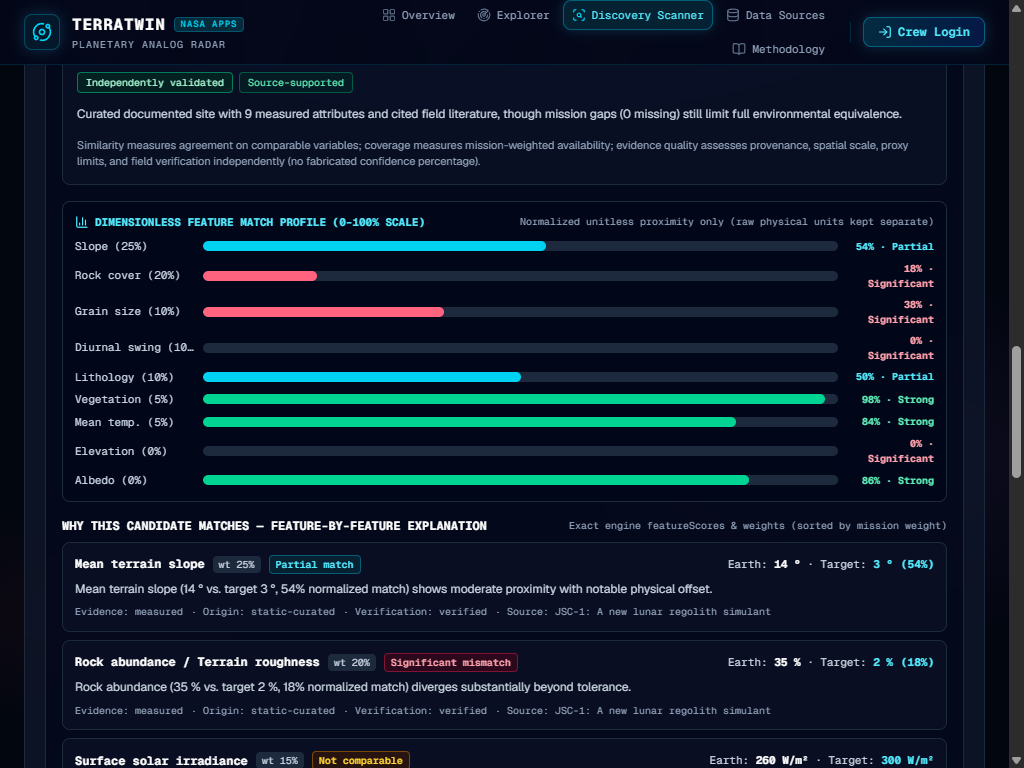 TERRATWIN NASA APPS
PLANETARY ANALOG RADAR
Overview Explorer Discovery Scanner Data Sources
Methodology
Crew Login
Independently validated Source-supported
Curated documented site with 9 measured attributes and cited field literature, though mission gaps (0 missing) still limit full environmental equivalence.
Similarity measures agreement on comparable variables; coverage measures mission-weighted availability; evidence quality assesses provenance, spatial scale, proxy
limits, and field verification independently (no fabricated confidence percentage).
DIMENSIONLESS FEATURE MATCH PROFILE (0-100% SCALE) Normalized unitless proximity only (raw physical units kept separate)
Slope (25%) 54% · Partial
Rock cover (20%) 18% ·
Significant
Grain size (10%) 38% ·
Significant
Diurnal swing (10… 0% ·
Significant
Lithology (10%) 50% · Partial
Vegetation (5%) 98% · Strong
Mean temp. (5%) 84% · Strong
Elevation (0%) 0% ·
Significant
Albedo (0%) 86% · Strong
WHY THIS CANDIDATE MATCHES — FEATURE-BY-FEATURE EXPLANATION Exact engine featureScores & weights (sorted by mission weight)
Mean terrain slope wt 25% Partial match Earth: 14 ° · Target: 3 ° (54%)
Mean terrain slope (14 ° vs. target 3 °, 54% normalized match) shows moderate proximity with notable physical offset.
Evidence: measured · Origin: static-curated · Verification: verified · Source: JSC-1: A new lunar regolith simulant
Rock abundance / Terrain roughness wt 20% Significant mismatch Earth: 35 % · Target: 2 % (18%)
Rock abundance (35 % vs. target 2 %, 18% normalized match) diverges substantially beyond tolerance.
Evidence: measured · Origin: static-curated · Verification: verified · Source: JSC-1: A new lunar regolith simulant
Surface solar irradiance wt 15% Not comparable Earth: 260 W/m² · Target: 300 W/m²